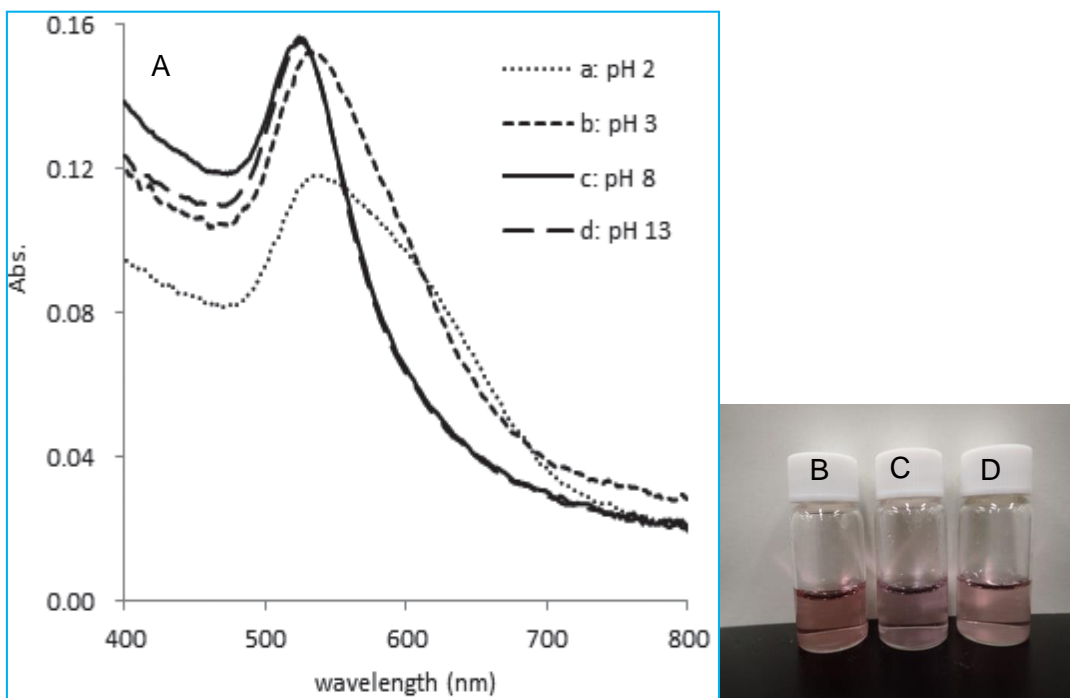 A
0.16
0.12
0.08
0.04
0.00
Abs.
400 500 600 700 800
wavelength (nm)
a: pH 2
b: pH 3
c: pH 8
d: pH 13
B C D